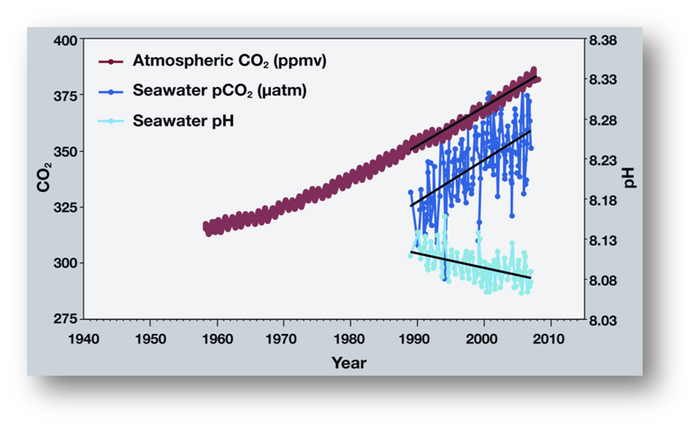 Atmospheric CO₂ (ppmv)
Seawater pCO₂ (µatm)
Seawater pH
CO₂
400
375
350
325
300
275
8.38
8.33
8.28
8.23
8.18
8.13
8.08
8.03
pH
1940 1950 1960 1970 1980 1990 2000 2010
Year